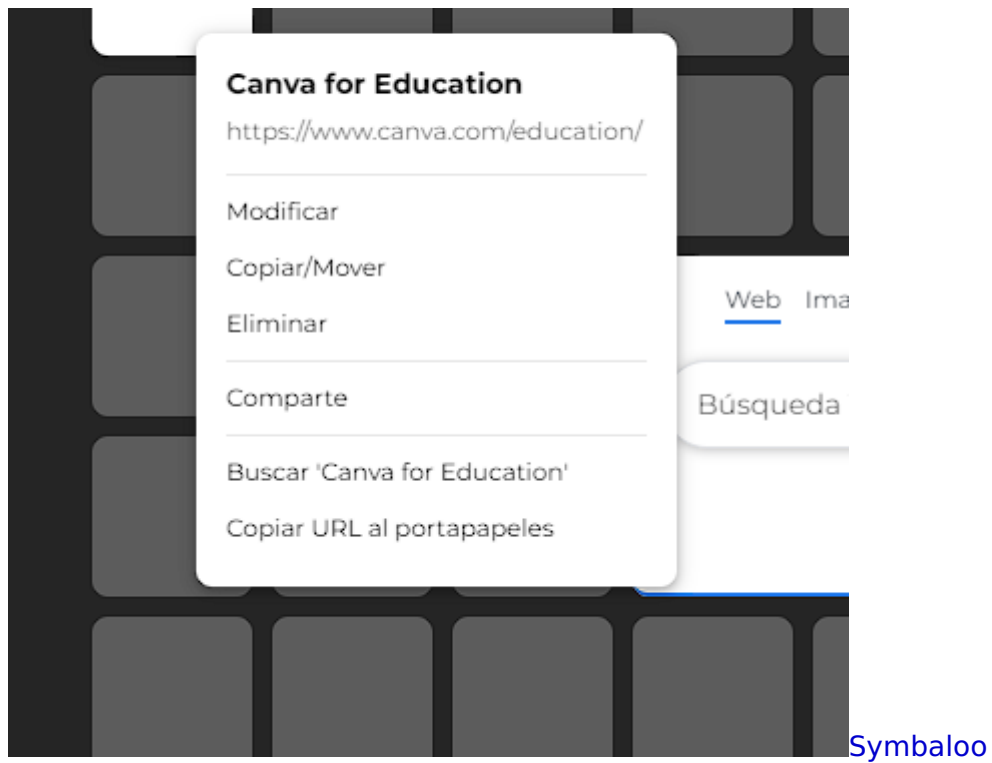 Canva for Education
https://www.canva.com/education/
Modificar
Copiar/Mover
Eliminar
Comparte
Buscar 'Canva for Education'
Copiar URL al portapapeles
Web Ima
Búsqueda
Symbaloo